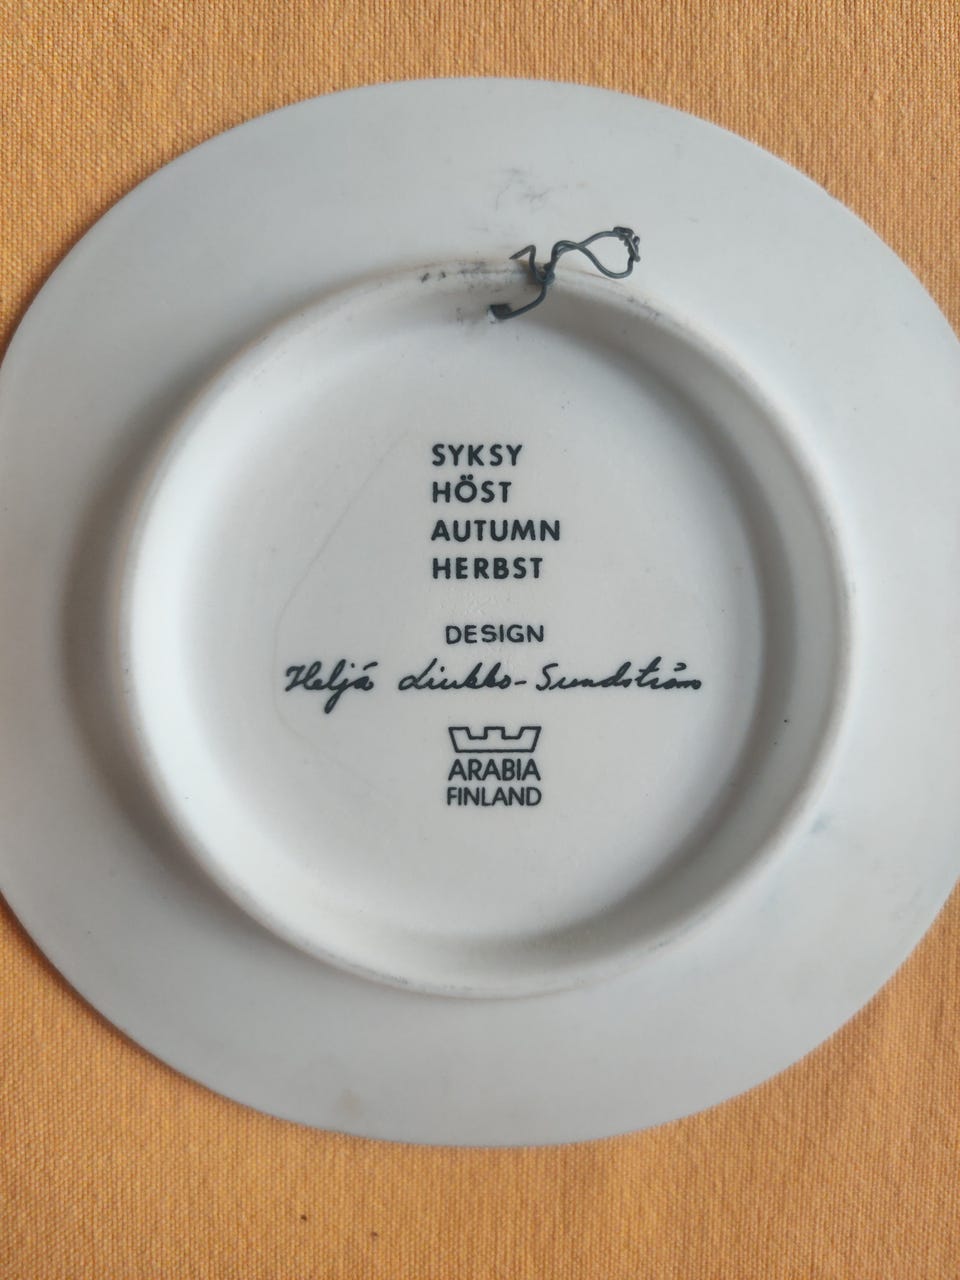 SYKSY
HÖST
AUTUMN
HERBST
DESIGN
Heljä Liukko-Sundström
ARABIA
FINLAND